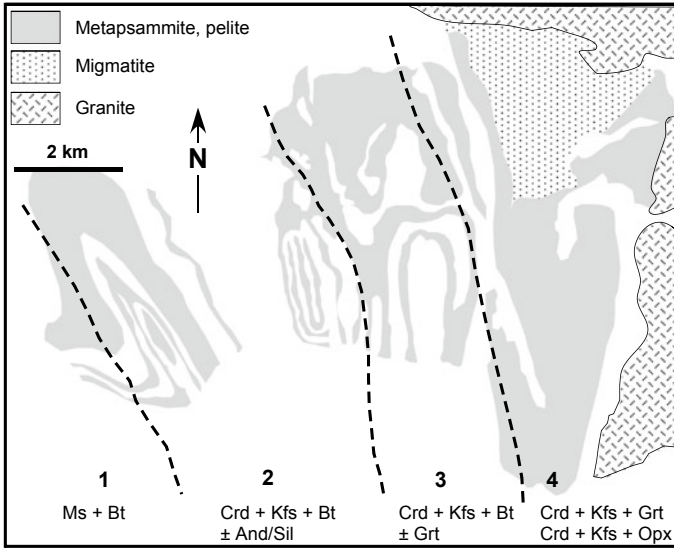 Metapsammite, pelite
Migmatite
Granite
2 km
N
1 2 3 4
Ms + Bt
Crd + Kfs + Bt
± And/Sil
Crd + Kfs + Bt
± Grt
Crd + Kfs + Grt
Crd + Kfs + Opx